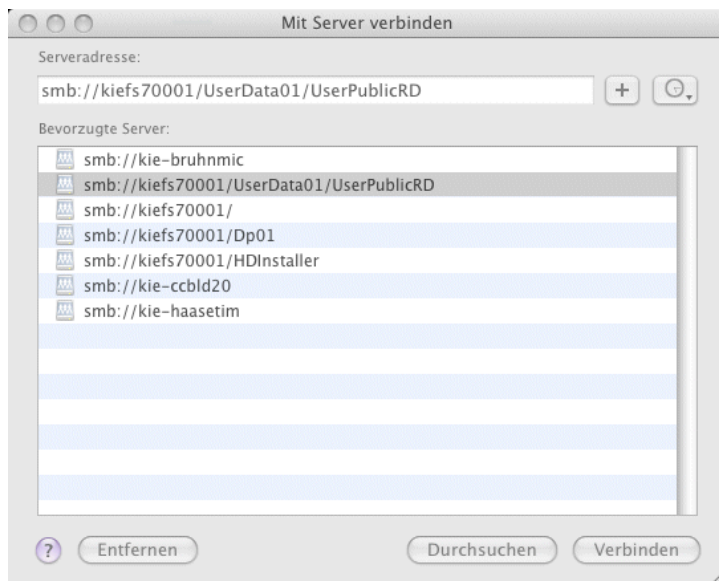 Mit Server verbinden
Serveradresse:
smb://kiefs70001/UserData01/UserPublicRD
+
Bevorzugte Server:
smb://kie-bruhnmic
smb://kiefs70001/UserData01/UserPublicRD
smb://kiefs70001/
smb://kiefs70001/Dp01
smb://kiefs70001/HDInstaller
smb://kie-ccbld20
smb://kie-haasetim
? Entfernen Durchsuchen Verbinden